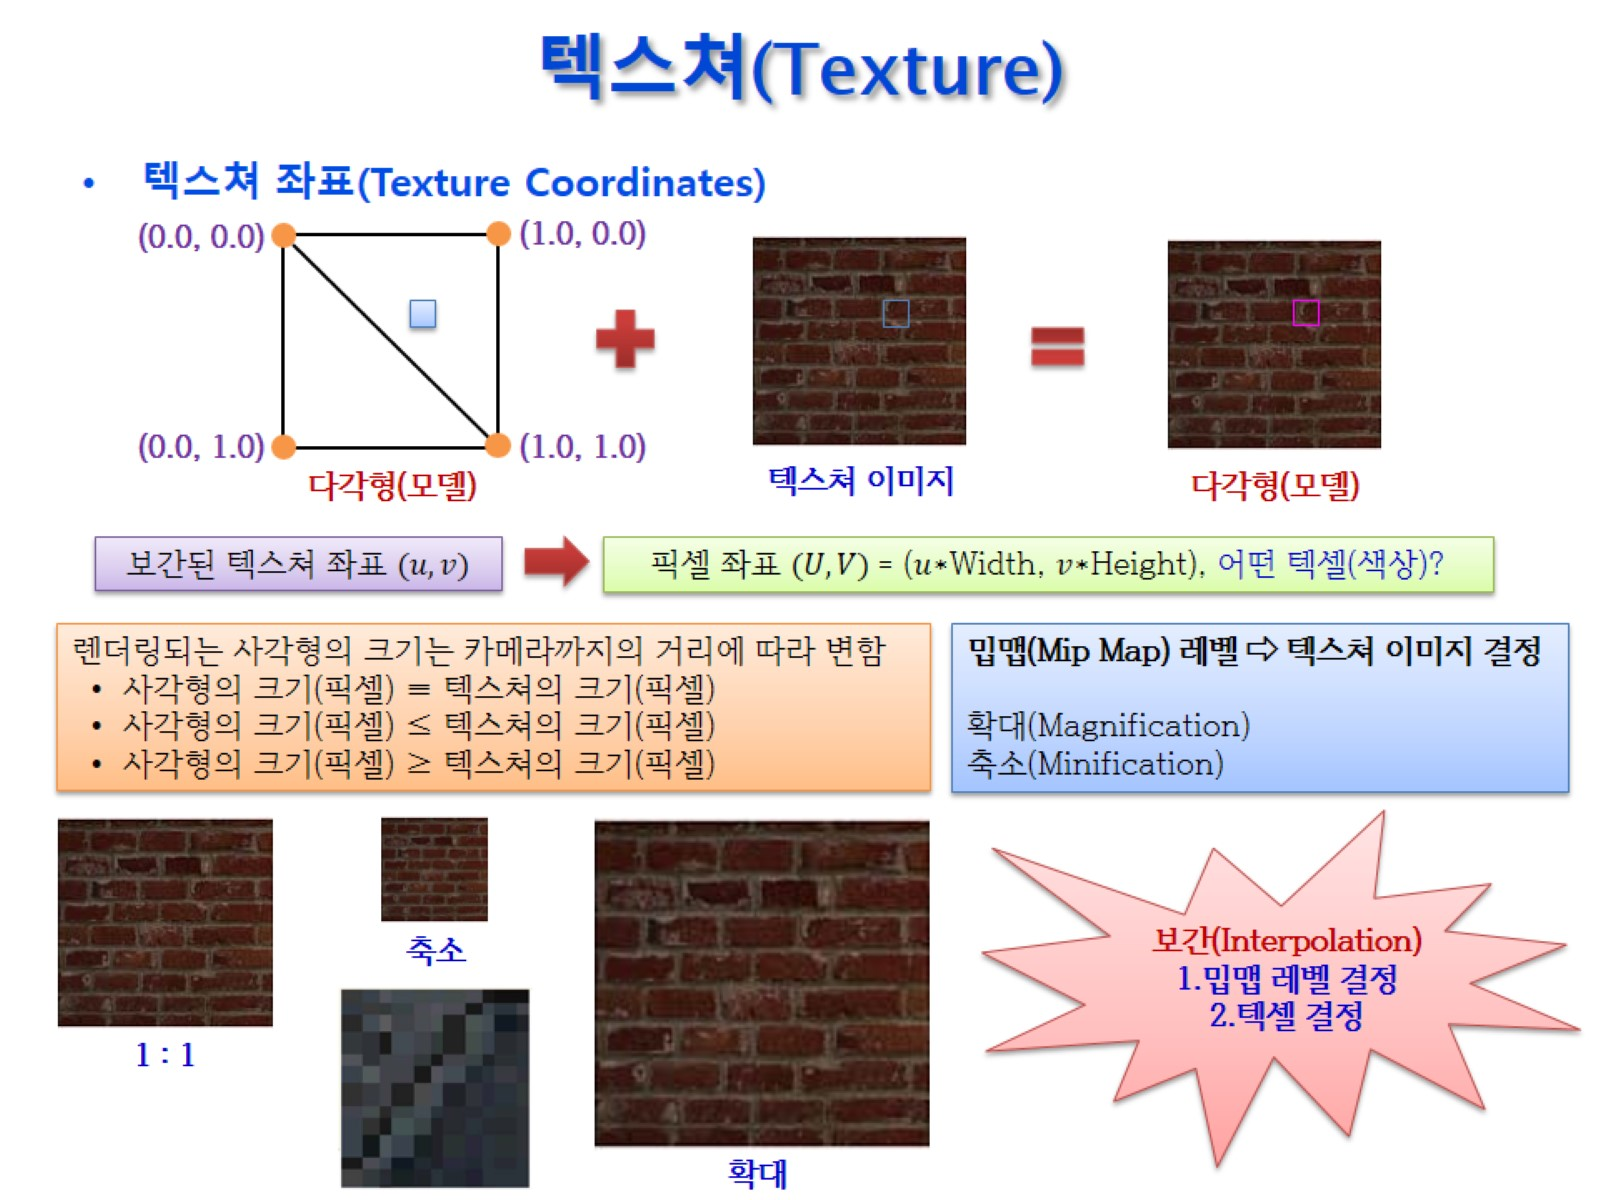 텍스쳐(Texture)
• 텍스쳐 좌표(Texture Coordinates)
(0.0, 0.0)
(1.0, 0.0)
(0.0, 1.0)
(1.0, 1.0)
다각형(모델)
텍스쳐 이미지
다각형(모델)
보간된 텍스쳐 좌표 (u, v)
픽셀 좌표 (U,V) = (u*Width, v*Height), 어떤 텍셀(색상)?
렌더링되는 사각형의 크기는 카메라까지의 거리에 따라 변함
• 사각형의 크기(픽셀) = 텍스쳐의 크기(픽셀)
• 사각형의 크기(픽셀) ≤ 텍스쳐의 크기(픽셀)
• 사각형의 크기(픽셀) ≥ 텍스쳐의 크기(픽셀)
밉맵(Mip Map) 레벨 ⇨ 텍스쳐 이미지 결정
확대(Magnification)
축소(Minification)
1 : 1
축소
확대
보간(Interpolation)
1.밉맵 레벨 결정
2.텍셀 결정